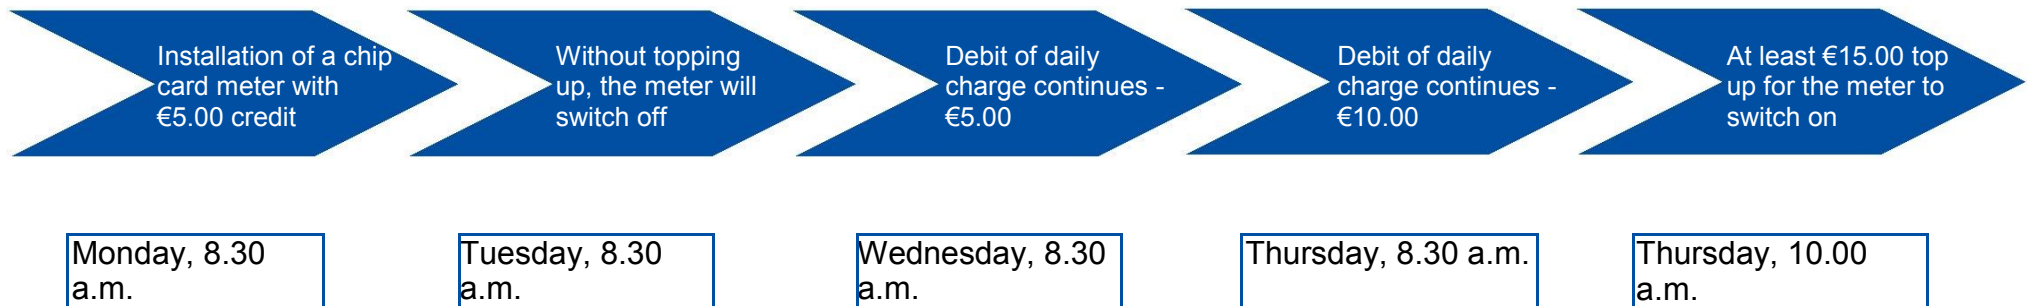 Installation of a chip
card meter with
€5.00 credit
Without topping
up, the meter will
switch off
Debit of daily
charge continues -
€5.00
Debit of daily
charge continues -
€10.00
At least €15.00 top
up for the meter to
switch on
Monday, 8.30
a.m.
Tuesday, 8.30
a.m.
Wednesday, 8.30
a.m.
Thursday, 8.30 a.m.
Thursday, 10.00
a.m.